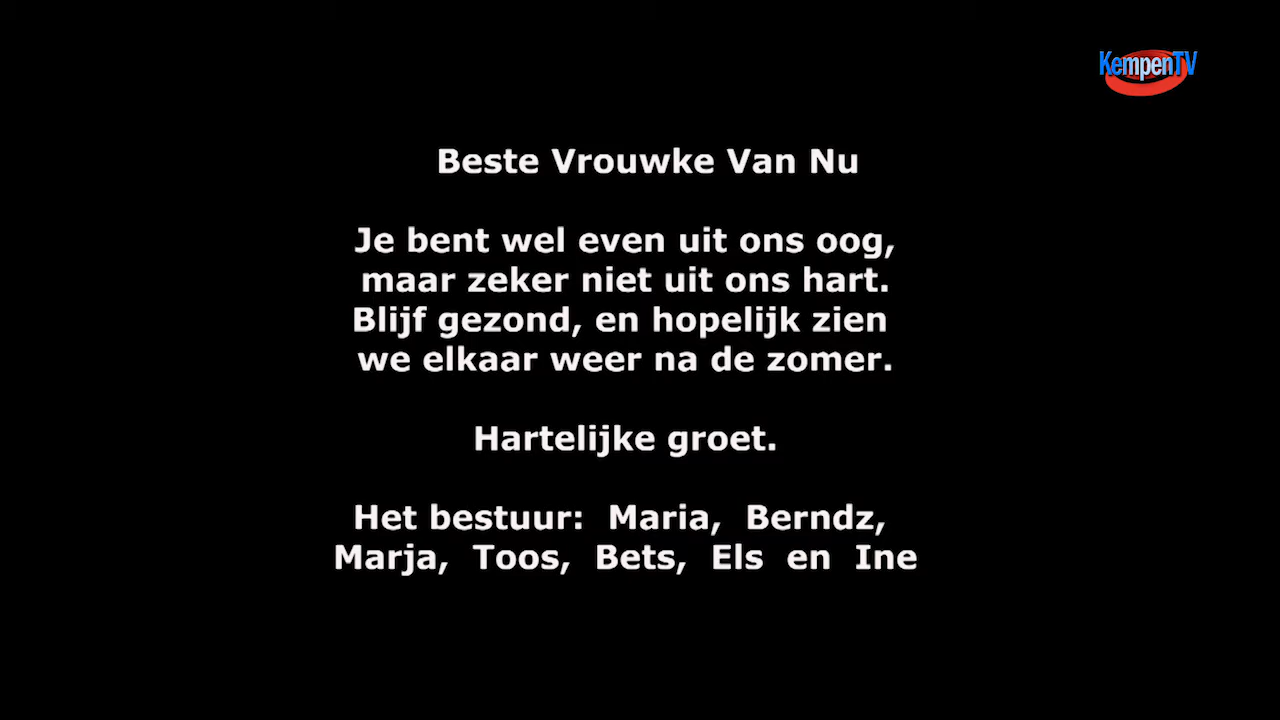 KempenTV
Beste Vrouwke Van Nu
Je bent wel even uit ons oog,
maar zeker niet uit ons hart.
Blijf gezond, en hopelijk zien
we elkaar weer na de zomer.
Hartelijke groet.
Het bestuur: Maria, Berndz,
Marja, Toos, Bets, Els en Ine